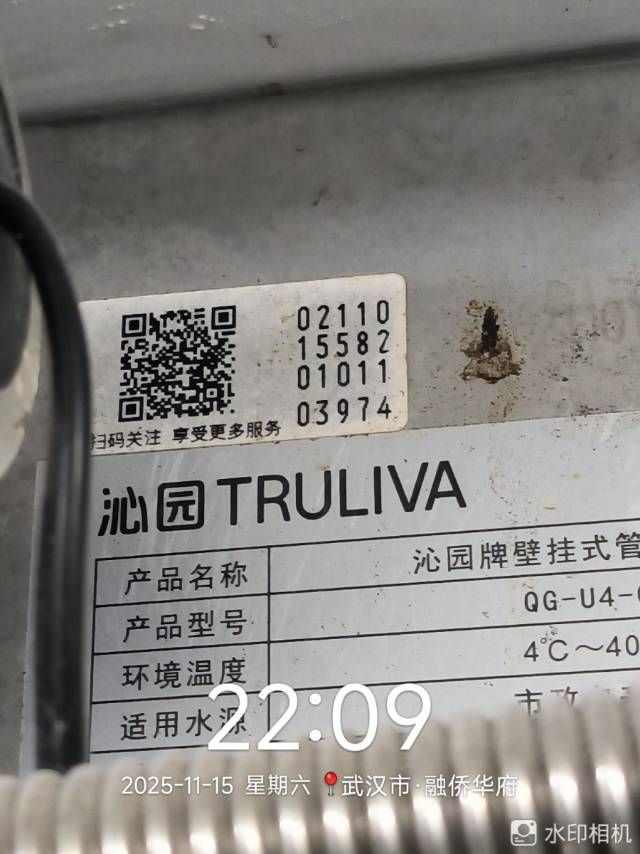 02110
15582
01011
03974
扫码关注 享受更多服务
沁园TRULIVA
产品名称 沁园牌壁挂式管
产品型号 QG-U4-
环境温度 4℃～40
适用水源 市政
22:09
2025-11-15 星期六 武汉市·融侨华府
水印相机